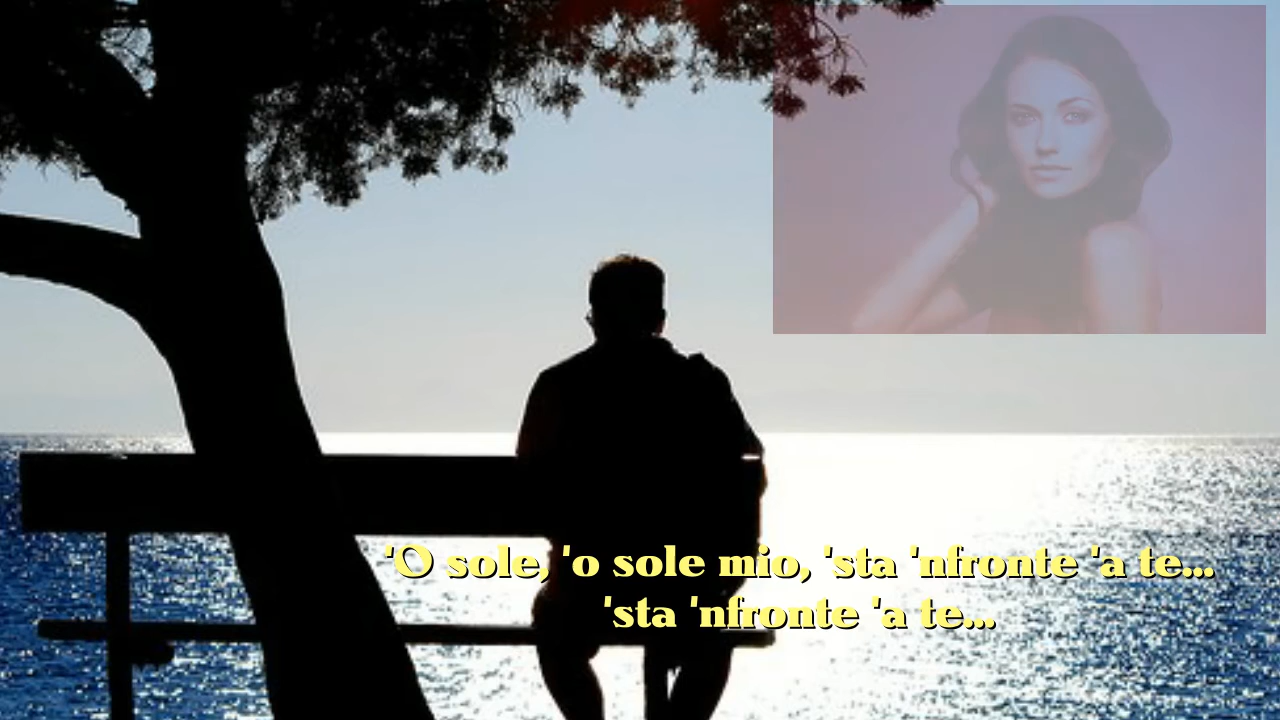 'O sole, 'o sole mio, 'sta 'nfronte 'a te...
'sta 'nfronte 'a te...